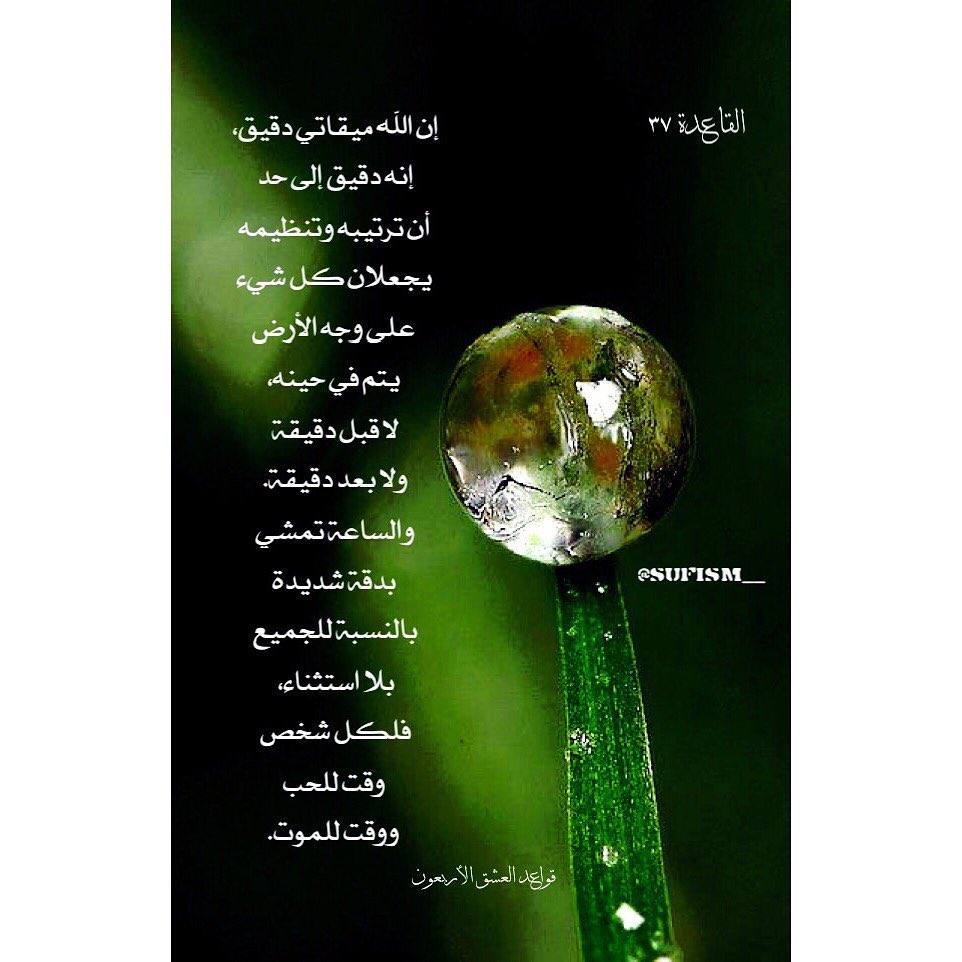 القاعدة ٣٧
إن الله ميقاتي دقيق،
إنه دقيق إلى حد
أن ترتيبه وتنظيمه
يجعلان كل شيء
على وجه الأرض
يتم في حينه،
لا قبل دقيقة
ولا بعد دقيقة.
والساعة تمشي
بدقة شديدة
بالنسبة للجميع
بلا استثناء،
فلكل شخص
وقت للحب
ووقت للموت.
@SUFISM__
قواعد العشق الأربعون